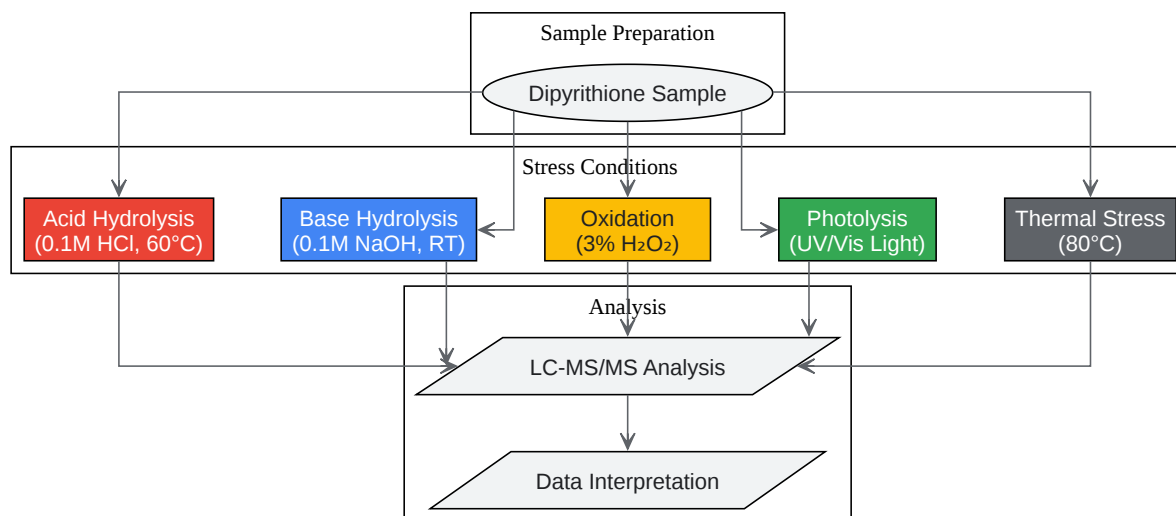 Sample Preparation
Dipyrithione Sample
Stress Conditions
Acid Hydrolysis
(0.1M HCl, 60°C)
Base Hydrolysis
(0.1M NaOH, RT)
Oxidation
(3% H₂O₂)
Photolysis
(UV/Vis Light)
Thermal Stress
(80°C)
Analysis
LC-MS/MS Analysis
Data Interpretation